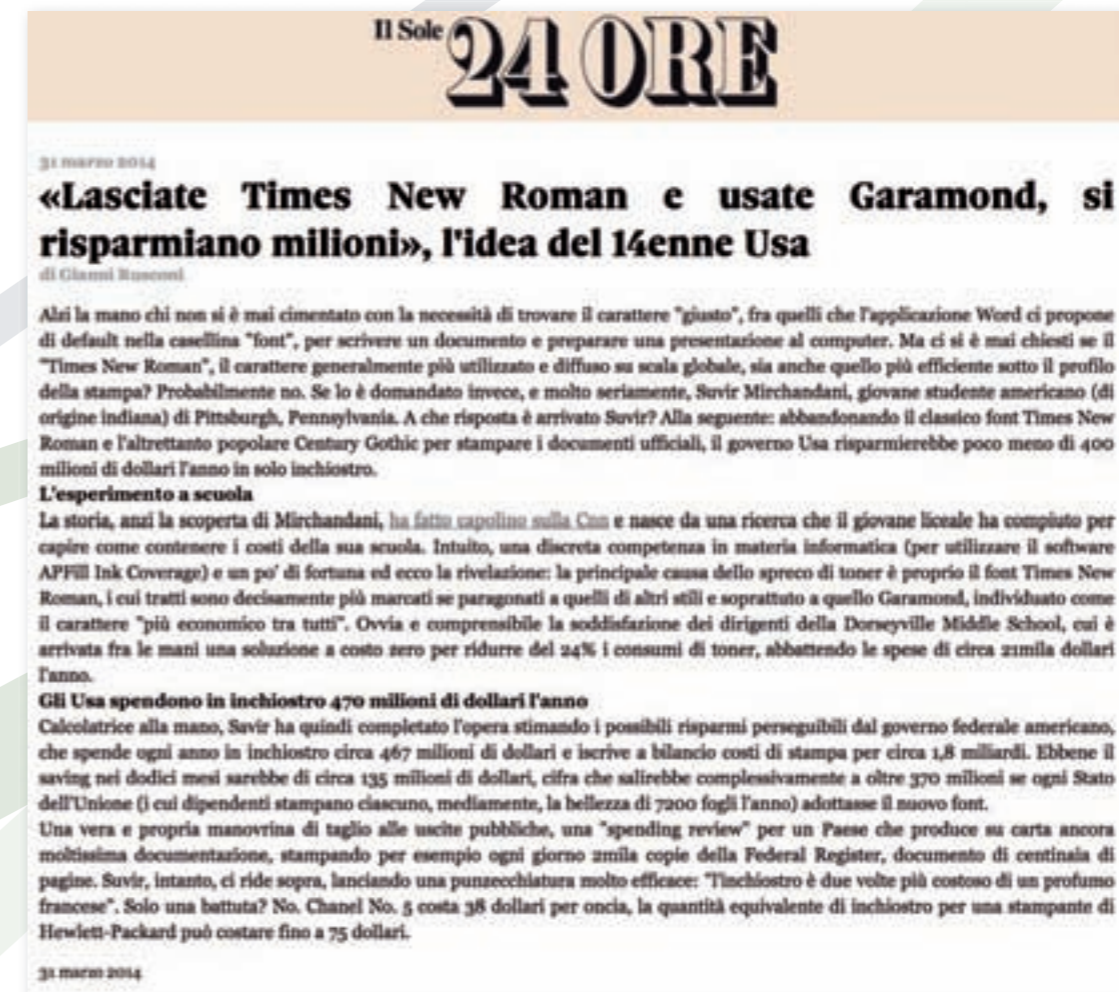 Il Sole
24 ORE
31 marzo 2014
«Lasciate Times New Roman e usate Garamond, si
risparmiano milioni», l'idea del 14enne Usa
di Gianni Rusconi
Alzi la mano chi non si è mai cimentato con la necessità di trovare il carattere "giusto", fra quelli che l'applicazione Word ci propone
di default nella casellina "font", per scrivere un documento e preparare una presentazione al computer. Ma ci si è mai chiesti se il
"Times New Roman", il carattere generalmente più utilizzato e diffuso su scala globale, sia anche quello più efficiente sotto il profilo
della stampa? Probabilmente no. Se lo è domandato invece, e molto seriamente, Suvir Mirchandani, giovane studente americano (di
origine indiana) di Pittsburgh, Pennsylvania. A che risposta è arrivato Suvir? Alla seguente: abbandonando il classico font Times New
Roman e l'altrettanto popolare Century Gothic per stampare i documenti ufficiali, il governo Usa risparmierebbe poco meno di 400
milioni di dollari l'anno in solo inchiostro.
L'esperimento a scuola
La storia, anzi la scoperta di Mirchandani, ha fatto capolino sulla Cnn e nasce da una ricerca che il giovane liceale ha compiuto per
capire come contenere i costi della sua scuola. Intuito, una discreta competenza in materia informatica (per utilizzare il software
APFill Ink Coverage) e un po' di fortuna ed ecco la rivelazione: la principale causa dello spreco di toner è proprio il font Times New
Roman, i cui tratti sono decisamente più marcati se paragonati a quelli di altri stili e soprattutto a quello Garamond, individuato come
il carattere "più economico tra tutti". Ovvia e comprensibile la soddisfazione dei dirigenti della Dorseyville Middle School, cui è
arrivata fra le mani una soluzione a costo zero per ridurre del 24% i consumi di toner, abbattendo le spese di circa 21mila dollari
l'anno.
Gli Usa spendono in inchiostro 470 milioni di dollari l'anno
Calcolatrice alla mano, Savir ha quindi completato l'opera stimando i possibili risparmi perseguibili dal governo federale americano,
che spende ogni anno in inchiostro circa 467 milioni di dollari e iscrive a bilancio costi di stampa per circa 1,8 miliardi. Ebbene il
saving nei dodici mesi sarebbe di circa 135 milioni di dollari, cifra che salirebbe complessivamente a oltre 370 milioni se ogni Stato
dell'Unione (i cui dipendenti stampano ciascuno, mediamente, la bellezza di 7200 fogli l'anno) adottasse il nuovo font.
Una vera e propria manovrina di taglio alle uscite pubbliche, una "spending review" per un Paese che produce su carta ancora
moltissima documentazione, stampando per esempio ogni giorno 2mila copie della Federal Register, documento di centinaia di
pagine. Suvir, intanto, ci ride sopra, lanciando una punzecchiatura molto efficace: "l'inchiostro è due volte più costoso di un profumo
francese". Solo una battuta? No. Chanel No. 5 costa 38 dollari per oncia, la quantità equivalente di inchiostro per una stampante di
Hewlett-Packard può costare fino a 75 dollari.
31 marzo 2014